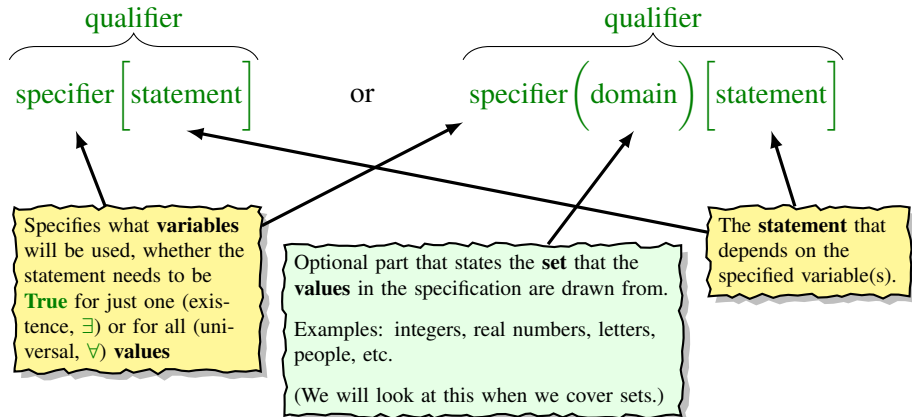 qualifier
qualifier
specifier [statement]
or
specifier (domain) [statement]
Specifies what variables
will be used, whether the
statement needs to be
True for just one (exis-
tence, ∃) or for all (uni-
versal, ∀) values
Optional part that states the set that the
values in the specification are drawn from.
Examples: integers, real numbers, letters,
people, etc.
(We will look at this when we cover sets.)
The statement that
depends on the
specified variable(s).